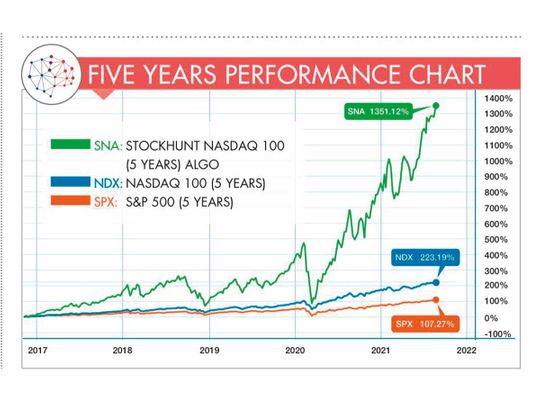 FIVE YEARS PERFORMANCE CHART
SNA 1351.12%
SNA: STOCKHUNT NASDAQ 100
(5 YEARS) ALGO
NDX: NASDAQ 100 (5 YEARS)
SPX: S&P 500 (5 YEARS)
NDX 223.19%
SPX 107.27%
1400%
1300%
1200%
1100%
1000%
900%
800%
700%
600%
500%
400%
300%
200%
100%
0%
-100%
2017 2018 2019 2020 2021 2022